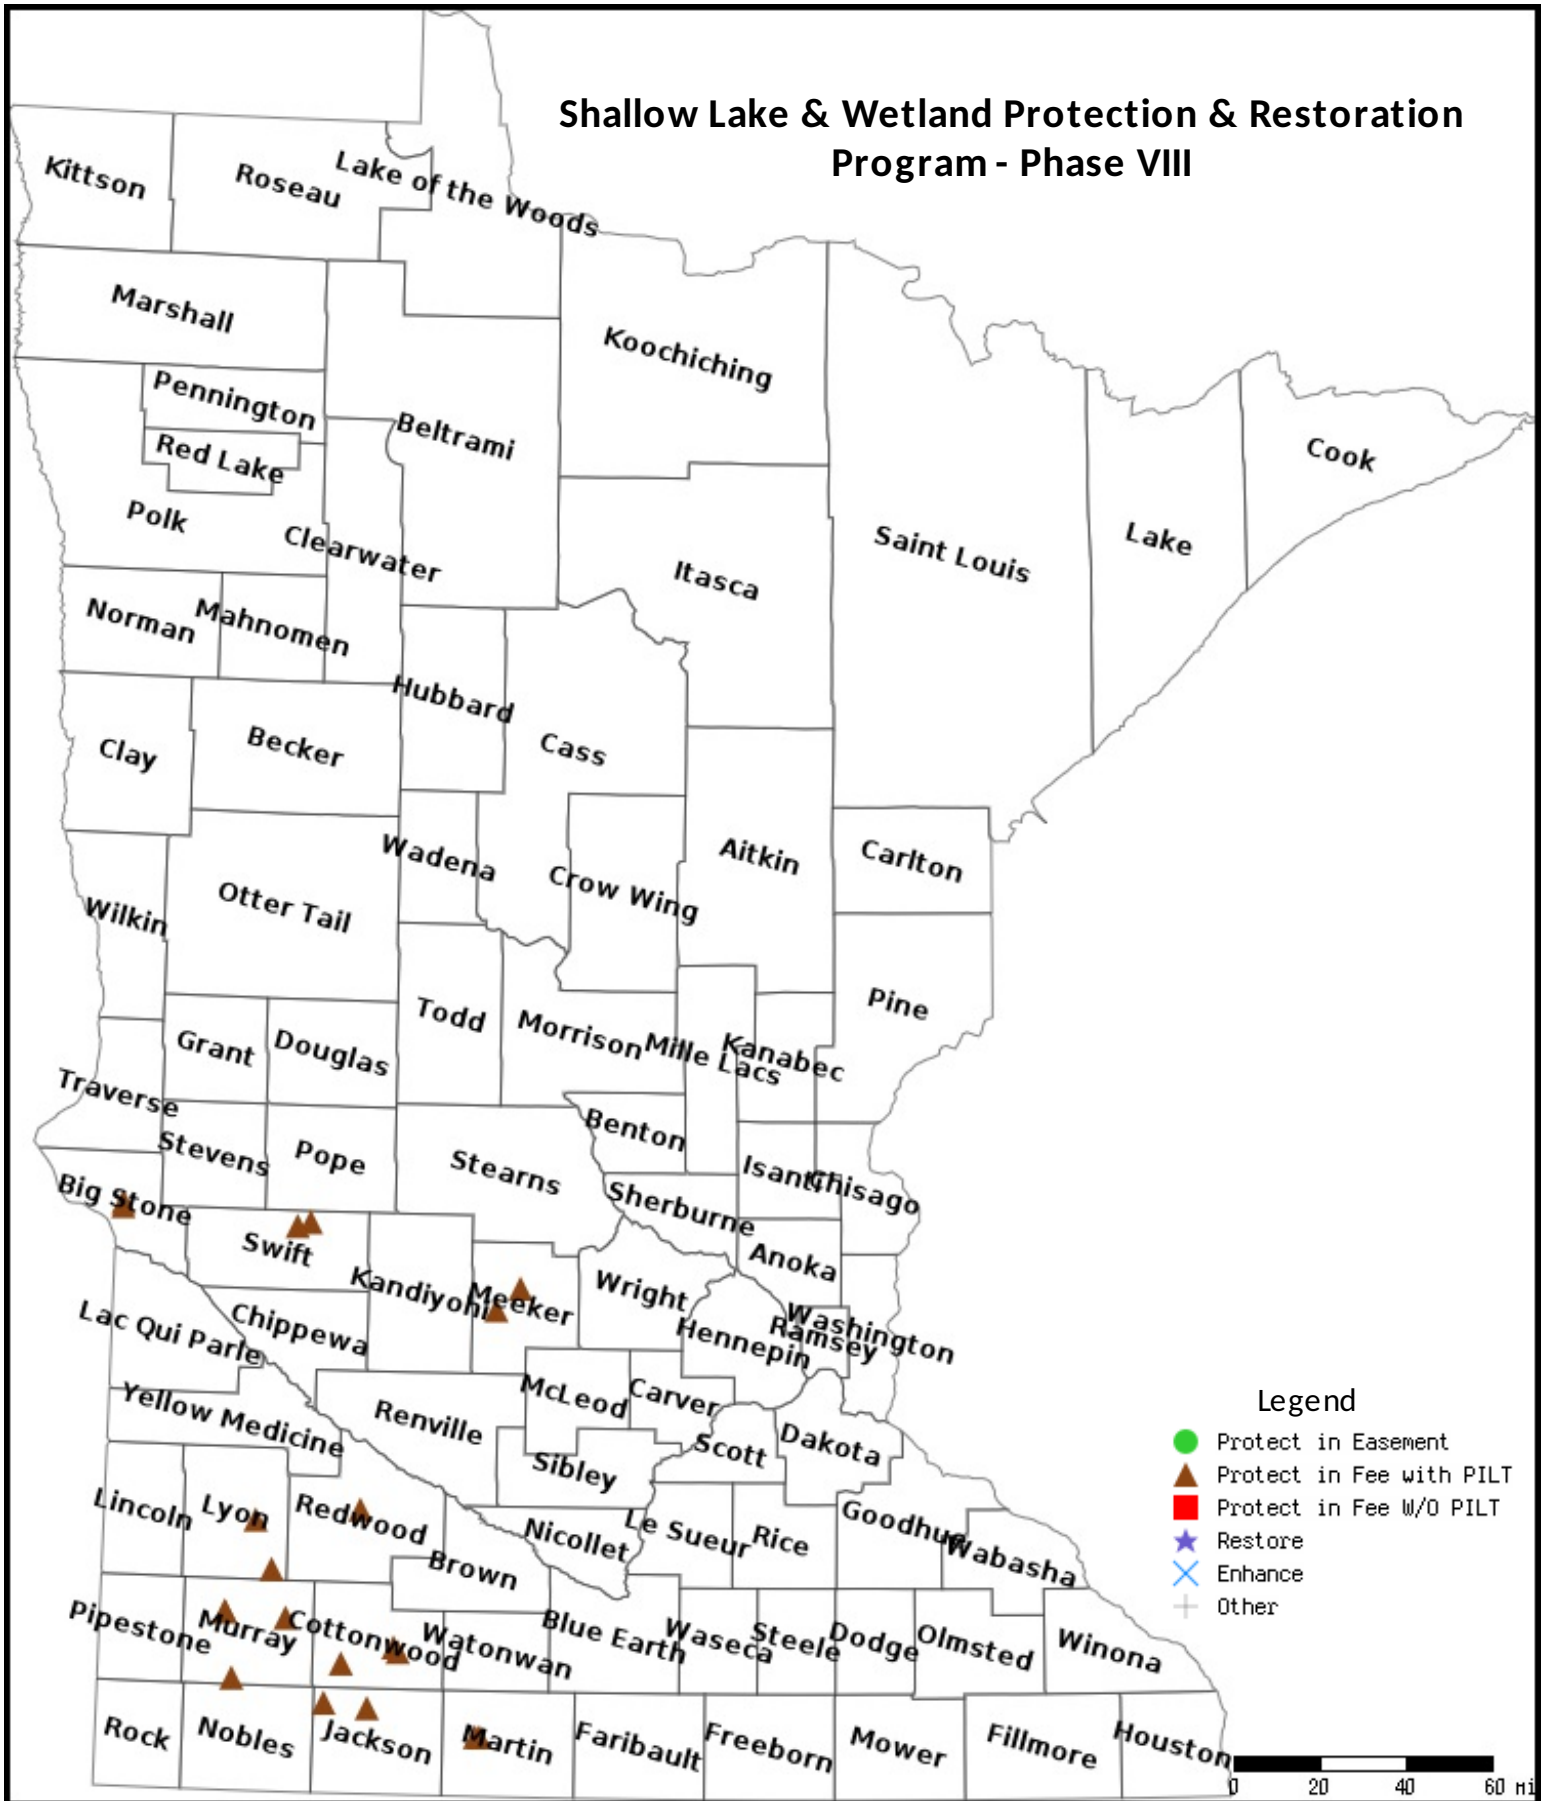 Shallow Lake & Wetland Protection & Restoration
Program - Phase VIII
Kittson
Roseau
Lake of the Woods
Marshall
Koochiching
Pennington
Beltrami
Red Lake
Cook
Polk
Clearwater
Saint Louis
Lake
Itasca
Norman
Mahnomen
Hubbard
Clay
Becker
Cass
Wadena
Aitkin
Carlton
Crow Wing
Otter Tail
Wilkin
Pine
Todd
Morrison
Grant
Douglas
Mille Lacs
Kanabec
Traverse
Benton
Stevens
Pope
Stearns
Isanti
Chisago
Big Stone
Sherburne
Swift
Anoka
Kandiyohi
Meeker
Wright
Washington
Ramsey
Lac Qui Parle
Chippewa
Hennepin
McLeod
Carver
Yellow Medicine
Renville
Scott
Dakota
Sibley
Lincoln
Lyon
Redwood
Nicollet
Le Sueur
Rice
Goodhue
Wabasha
Brown
Pipestone
Murray
Cottonwood
Watonwan
Blue Earth
Waseca
Steele
Dodge
Olmsted
Winona
Rock
Nobles
Jackson
Martin
Faribault
Freeborn
Mower
Fillmore
Houston
Legend
Protect in Easement
Protect in Fee with PILT
Protect in Fee W/O PILT
Restore
Enhance
Other
0 20 40 60 mi